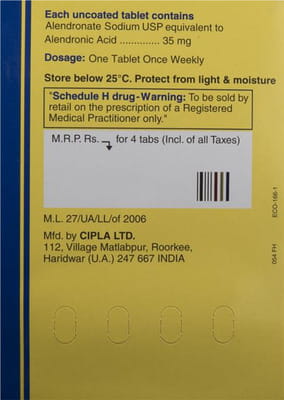 Each uncoated tablet contains
Alendronate Sodium USP equivalent to
Alendronic Acid .............. 35 mg
Dosage: One Tablet Once Weekly
Store below 25°C. Protect from light & moisture
"Schedule H drug-Warning: To be sold by
retail on the prescription of a Registered
Medical Practitioner only."
M.R.P. Rs. for 4 tabs (Incl. of all Taxes)
M.L. 27/UA/LL/of 2006
Mfd. by CIPLA LTD.
112, Village Matlabpur, Roorkee,
Haridwar (U.A.) 247 667 INDIA
ECO-166-1
054 FH